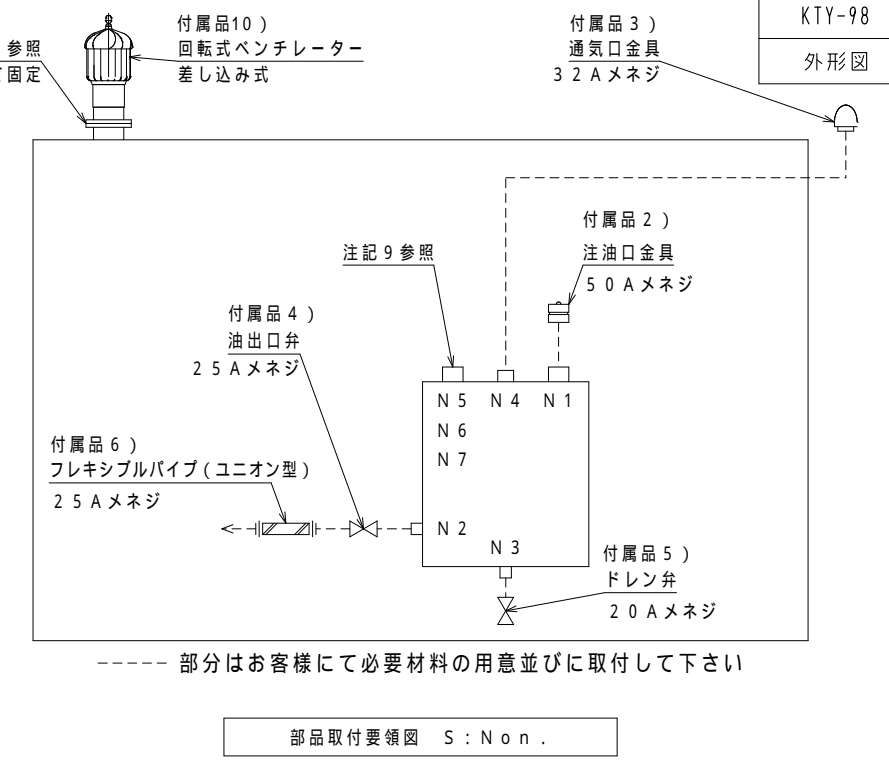 KTY-98
外形図
参照
固定
付属品10)
回転式ベンチレーター
差し込み式
付属品3)
通気口金具
32Aメネジ
付属品2)
注油口金具
50Aメネジ
注記9参照
付属品4)
油出口弁
25Aメネジ
付属品6)
フレキシブルパイプ(ユニオン型)
25Aメネジ
N5 N4 N1
N6
N7
N2
N3
付属品5)
ドレン弁
20Aメネジ
----- 部分はお客様にて必要材料の用意並びに取付して下さい
部品取付要領図 S:Non.